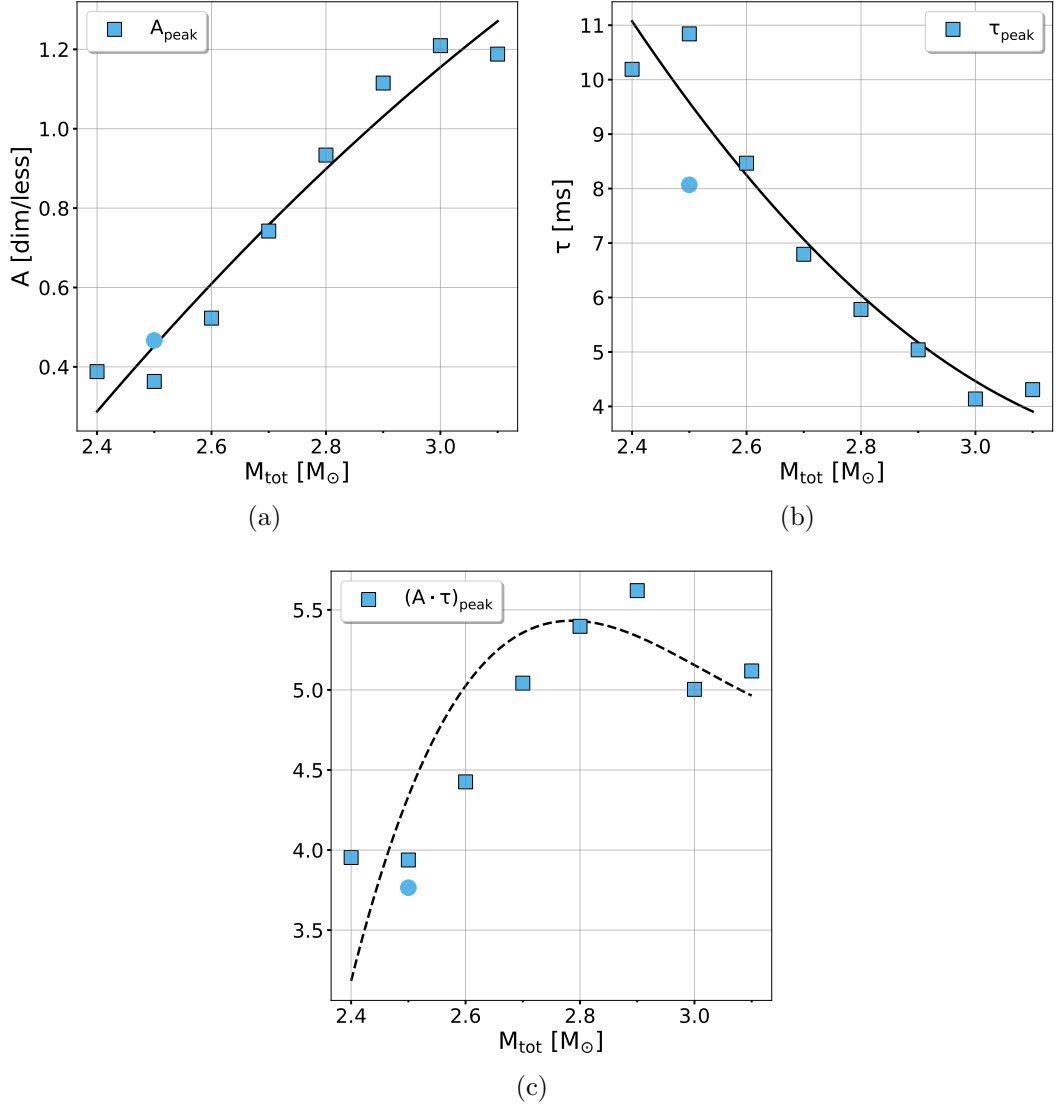 A_peak
1.2
1.0
0.8
0.6
0.4
A [dim/less]
2.4 2.6 2.8 3.0
M_tot [M_⊙]
(a)
τ_peak
11
10
9
8
7
6
5
4
τ [ms]
2.4 2.6 2.8 3.0
M_tot [M_⊙]
(b)
(A · τ)_peak
5.5
5.0
4.5
4.0
3.5
2.4 2.6 2.8 3.0
M_tot [M_⊙]
(c)